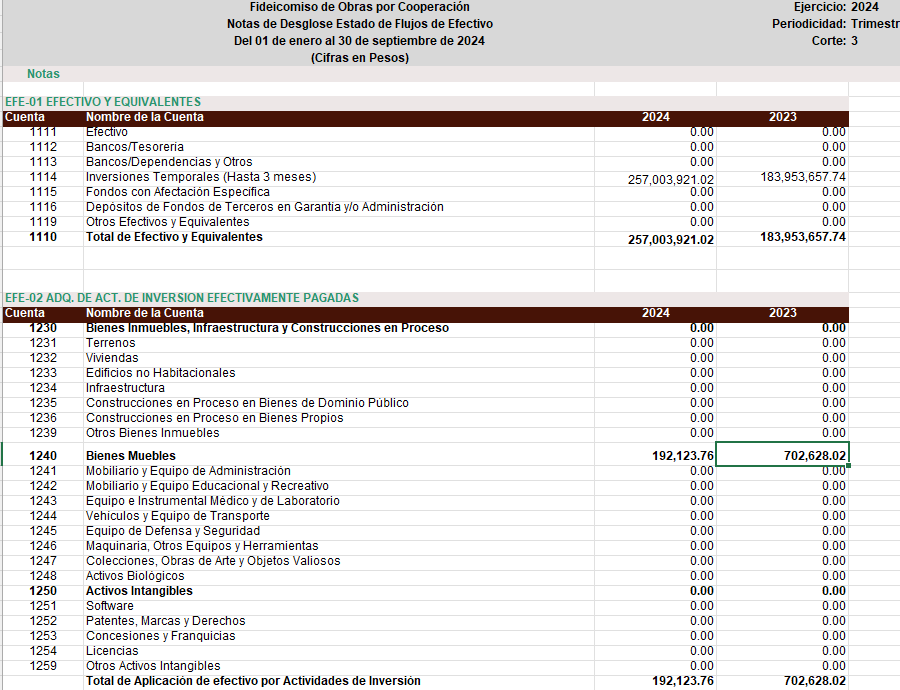 Fideicomiso de Obras por Cooperación Ejercicio: 2024
Notas de Desglose Estado de Flujos de Efectivo Periodicidad: Trimestr
Del 01 de enero al 30 de septiembre de 2024 Corte: 3
(Cifras en Pesos)
Notas
EFE-01 EFECTIVO Y EQUIVALENTES
Cuenta Nombre de la Cuenta 2024 2023
1111 Efectivo 0.00 0.00
1112 Bancos/Tesorería 0.00 0.00
1113 Bancos/Dependencias y Otros 0.00 0.00
1114 Inversiones Temporales (Hasta 3 meses) 257,003,921.02 183,953,657.74
1115 Fondos con Afectación Específica 0.00 0.00
1116 Depósitos de Fondos de Terceros en Garantía y/o Administración 0.00 0.00
1119 Otros Efectivos y Equivalentes 0.00 0.00
1110 Total de Efectivo y Equivalentes 257,003,921.02 183,953,657.74
EFE-02 ADQ. DE ACT. DE INVERSION EFECTIVAMENTE PAGADAS
Cuenta Nombre de la Cuenta 2024 2023
1230 Bienes Inmuebles, Infraestructura y Construcciones en Proceso 0.00 0.00
1231 Terrenos 0.00 0.00
1232 Viviendas 0.00 0.00
1233 Edificios no Habitacionales 0.00 0.00
1234 Infraestructura 0.00 0.00
1235 Construcciones en Proceso en Bienes de Dominio Público 0.00 0.00
1236 Construcciones en Proceso en Bienes Propios 0.00 0.00
1239 Otros Bienes Inmuebles 0.00 0.00
1240 Bienes Muebles 192,123.76 702,628.02
1241 Mobiliario y Equipo de Administración 0.00 0.00
1242 Mobiliario y Equipo Educacional y Recreativo 0.00 0.00
1243 Equipo e Instrumental Médico y de Laboratorio 0.00 0.00
1244 Vehículos y Equipo de Transporte 0.00 0.00
1245 Equipo de Defensa y Seguridad 0.00 0.00
1246 Maquinaria, Otros Equipos y Herramientas 0.00 0.00
1247 Colecciones, Obras de Arte y Objetos Valiosos 0.00 0.00
1248 Activos Biológicos 0.00 0.00
1250 Activos Intangibles 0.00 0.00
1251 Software 0.00 0.00
1252 Patentes, Marcas y Derechos 0.00 0.00
1253 Concesiones y Franquicias 0.00 0.00
1254 Licencias 0.00 0.00
1259 Otros Activos Intangibles 0.00 0.00
Total de Aplicación de efectivo por Actividades de Inversión 192,123.76 702,628.02